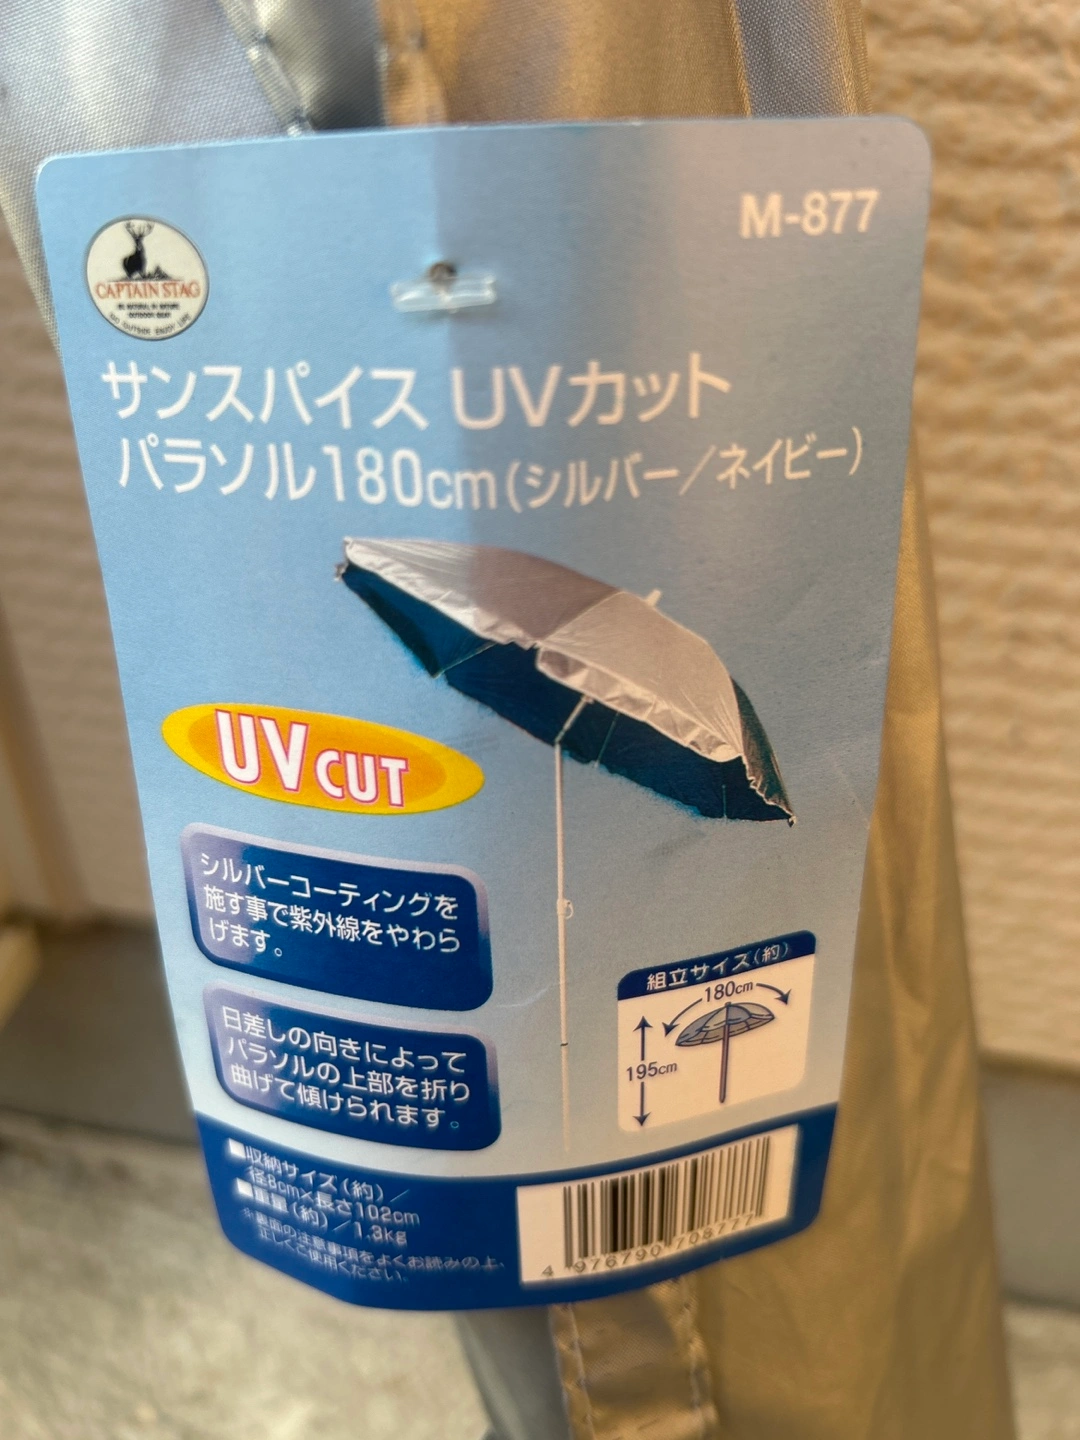 M-877
CAPTAIN STAG
サンスパイス UVカット
パラソル180cm(シルバー/ネイビー)
UV CUT
シルバーコーティングを
施す事で紫外線をやわら
げます。
日差しの向きによって
パラソルの上部を折り
曲げて傾けられます。
組立サイズ(約)
180cm
195cm
■収納サイズ(約)/
径8cm×長さ102cm
■重量(約)/1.3kg
※裏面の注意事項をよくお読みの上、
正しくご使用ください。
4 976790 708777